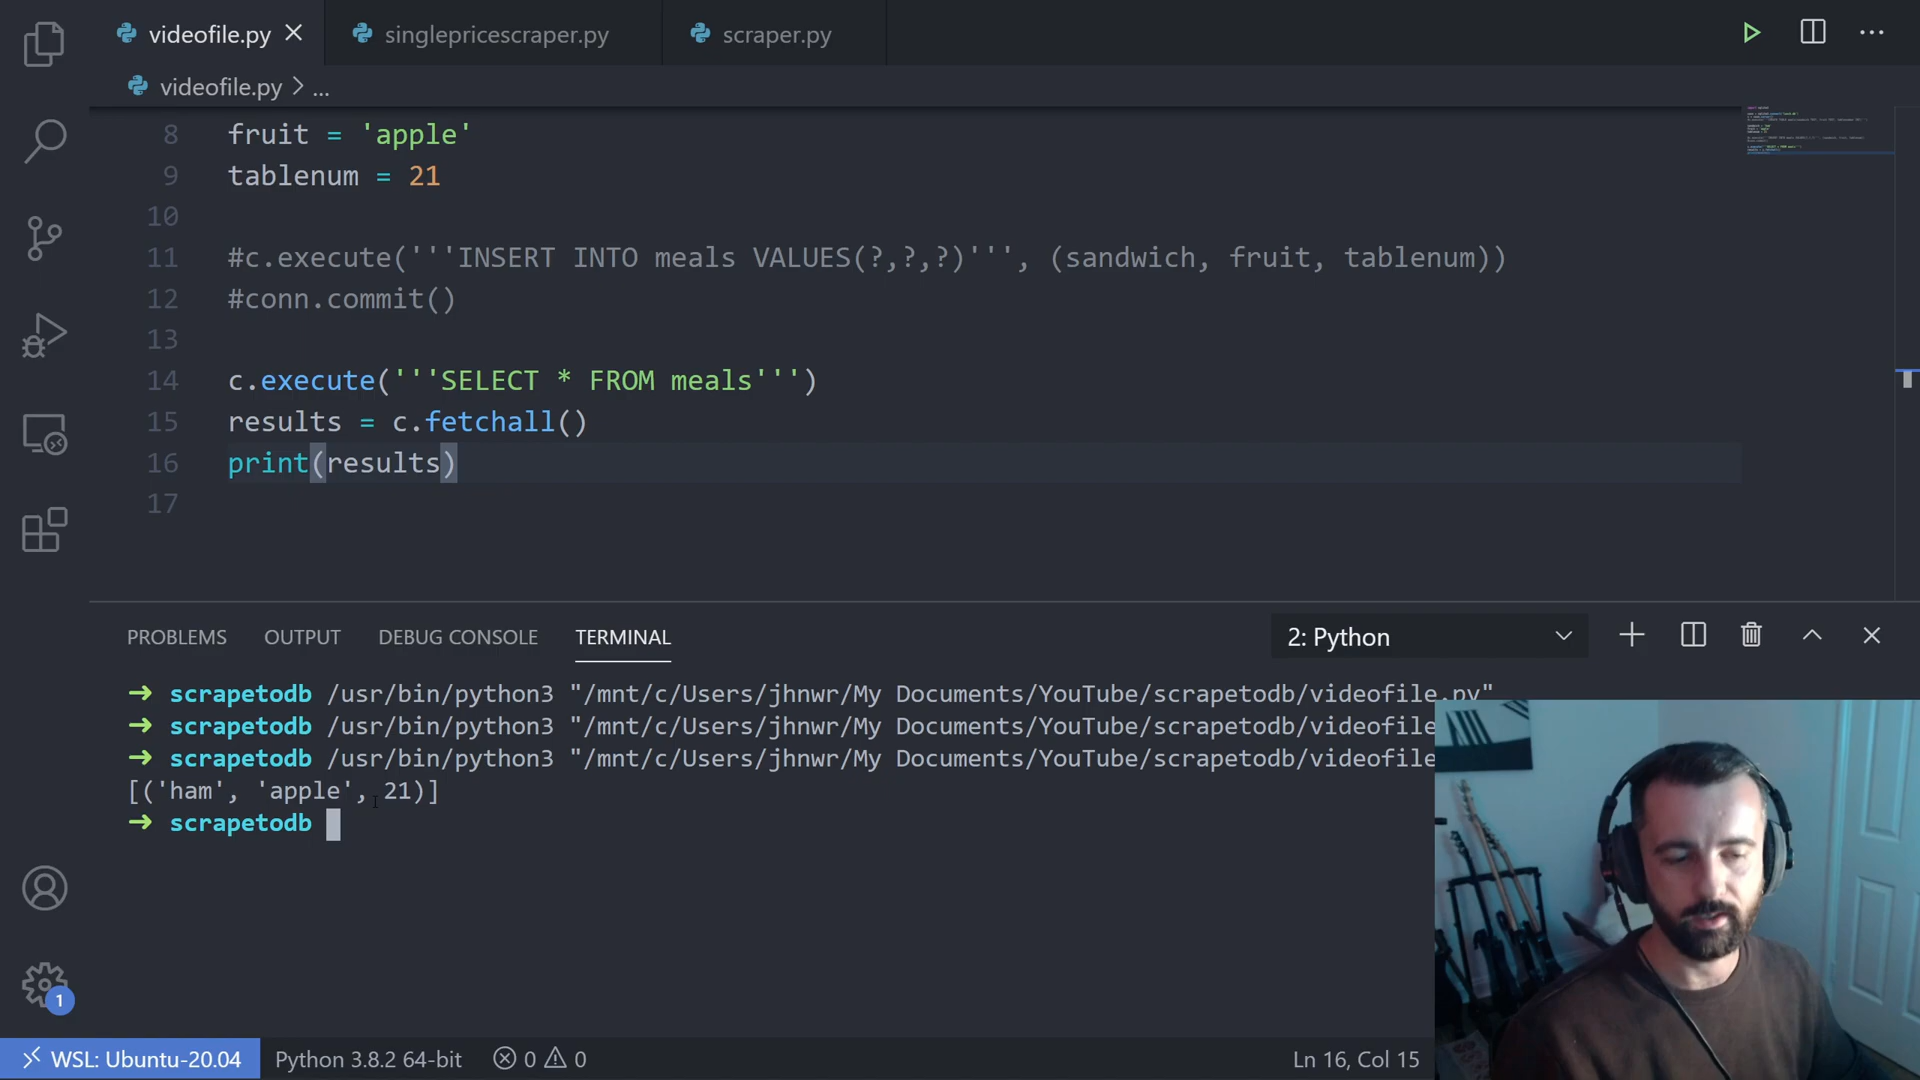 videofile.py
singlepricescraper.py
scraper.py
videofile.py > ...
8 fruit = 'apple'
9 tablenum = 21
10
11 #c.execute('''INSERT INTO meals VALUES(?,?,?)''', (sandwich, fruit, tablenum))
12 #conn.commit()
13
14 c.execute('''SELECT * FROM meals''')
15 results = c.fetchall()
16 print(results)
17
PROBLEMS OUTPUT DEBUG CONSOLE TERMINAL 2: Python
→ scrapetodb /usr/bin/python3 "/mnt/c/Users/jhnwr/My Documents/YouTube/scrapetodb/videofile.py"
→ scrapetodb /usr/bin/python3 "/mnt/c/Users/jhnwr/My Documents/YouTube/scrapetodb/videofile
→ scrapetodb /usr/bin/python3 "/mnt/c/Users/jhnwr/My Documents/YouTube/scrapetodb/videofile
[('ham', 'apple', 21)]
→ scrapetodb
1
WSL: Ubuntu-20.04 Python 3.8.2 64-bit 0 0 Ln 16, Col 15